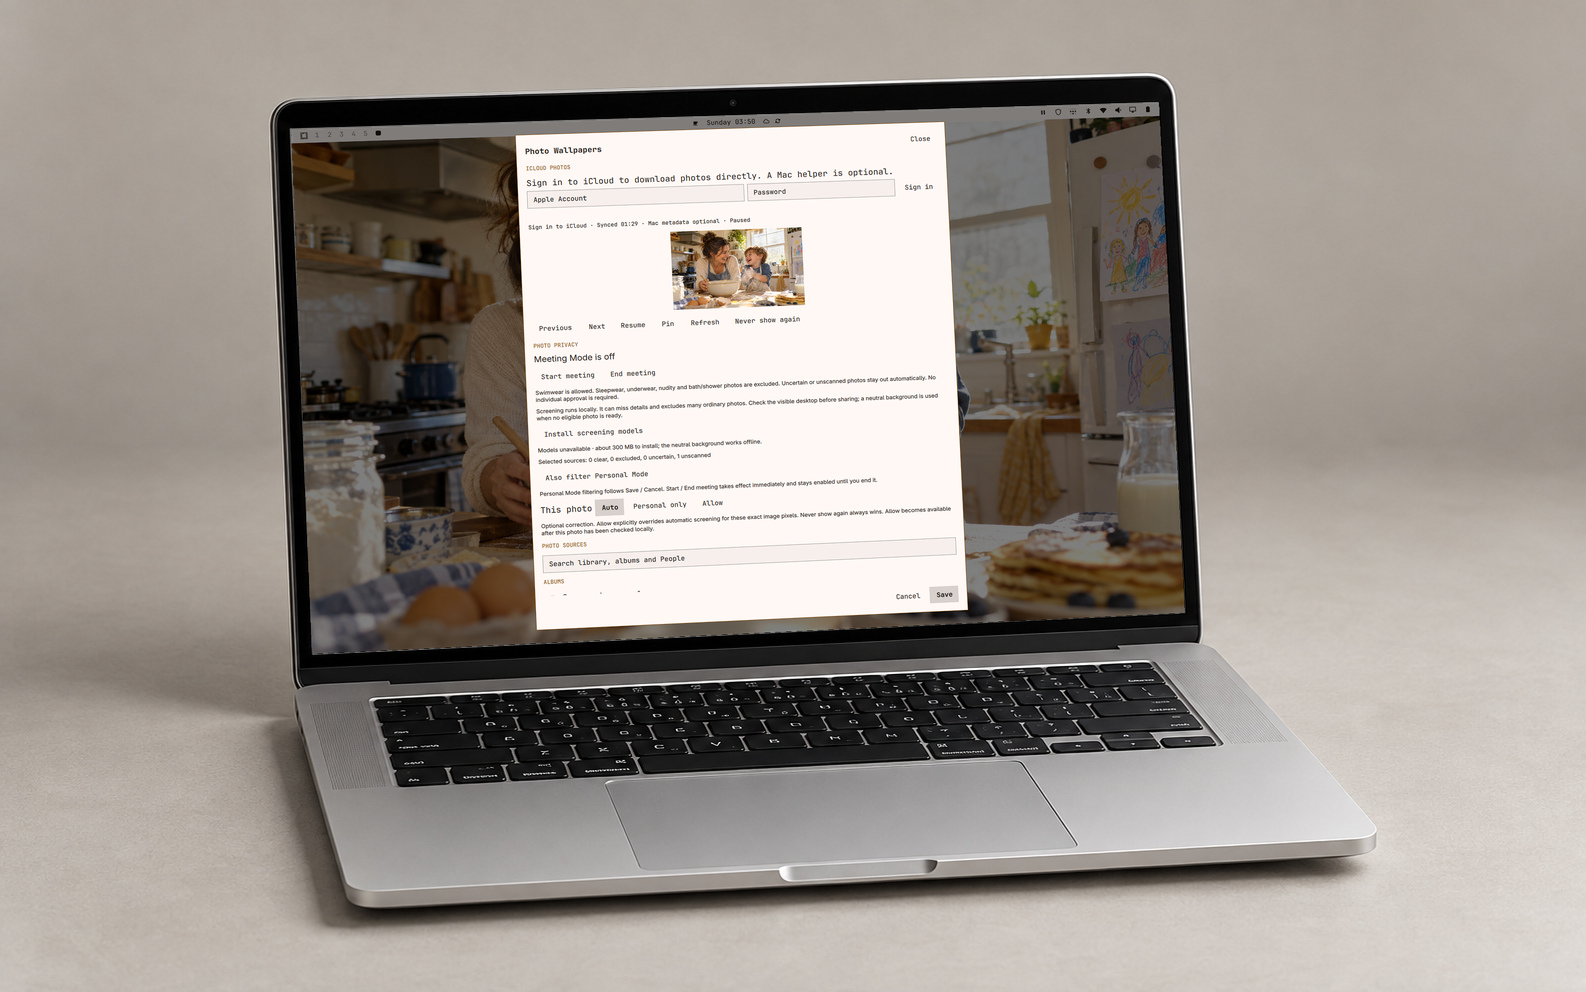 1 2 3 4 5
Sunday 03:50
Photo Wallpapers
Close
ICLOUD PHOTOS
Sign in to iCloud to download photos directly. A Mac helper is optional.
Apple Account
Password
Sign in
Sign in to iCloud · Synced 01:29 · Mac metadata optional · Paused
Previous
Next
Resume
Pin
Refresh
Never show again
PHOTO PRIVACY
Meeting Mode is off
Start meeting
End meeting
Swimwear is allowed. Sleepwear, underwear, nudity and bath/shower photos are excluded. Uncertain or unscanned photos stay out automatically. No
individual approval is required.
Screening runs locally. It can miss details and excludes many ordinary photos. Check the visible desktop before sharing; a neutral background is used
when no eligible photo is ready.
Install screening models
Models unavailable - about 300 MB to install; the neutral background works offline.
Selected sources: 0 clear, 0 excluded, 0 uncertain, 1 unscanned
Also filter Personal Mode
Personal Mode filtering follows Save / Cancel. Start / End meeting takes effect immediately and stays enabled until you end it.
This photo
Auto
Personal only
Allow
Optional correction. Allow explicitly overrides automatic screening for these exact image pixels. Never show again always wins. Allow becomes available
after this photo has been checked locally.
PHOTO SOURCES
Search library, albums and People
ALBUMS
Cancel
Save